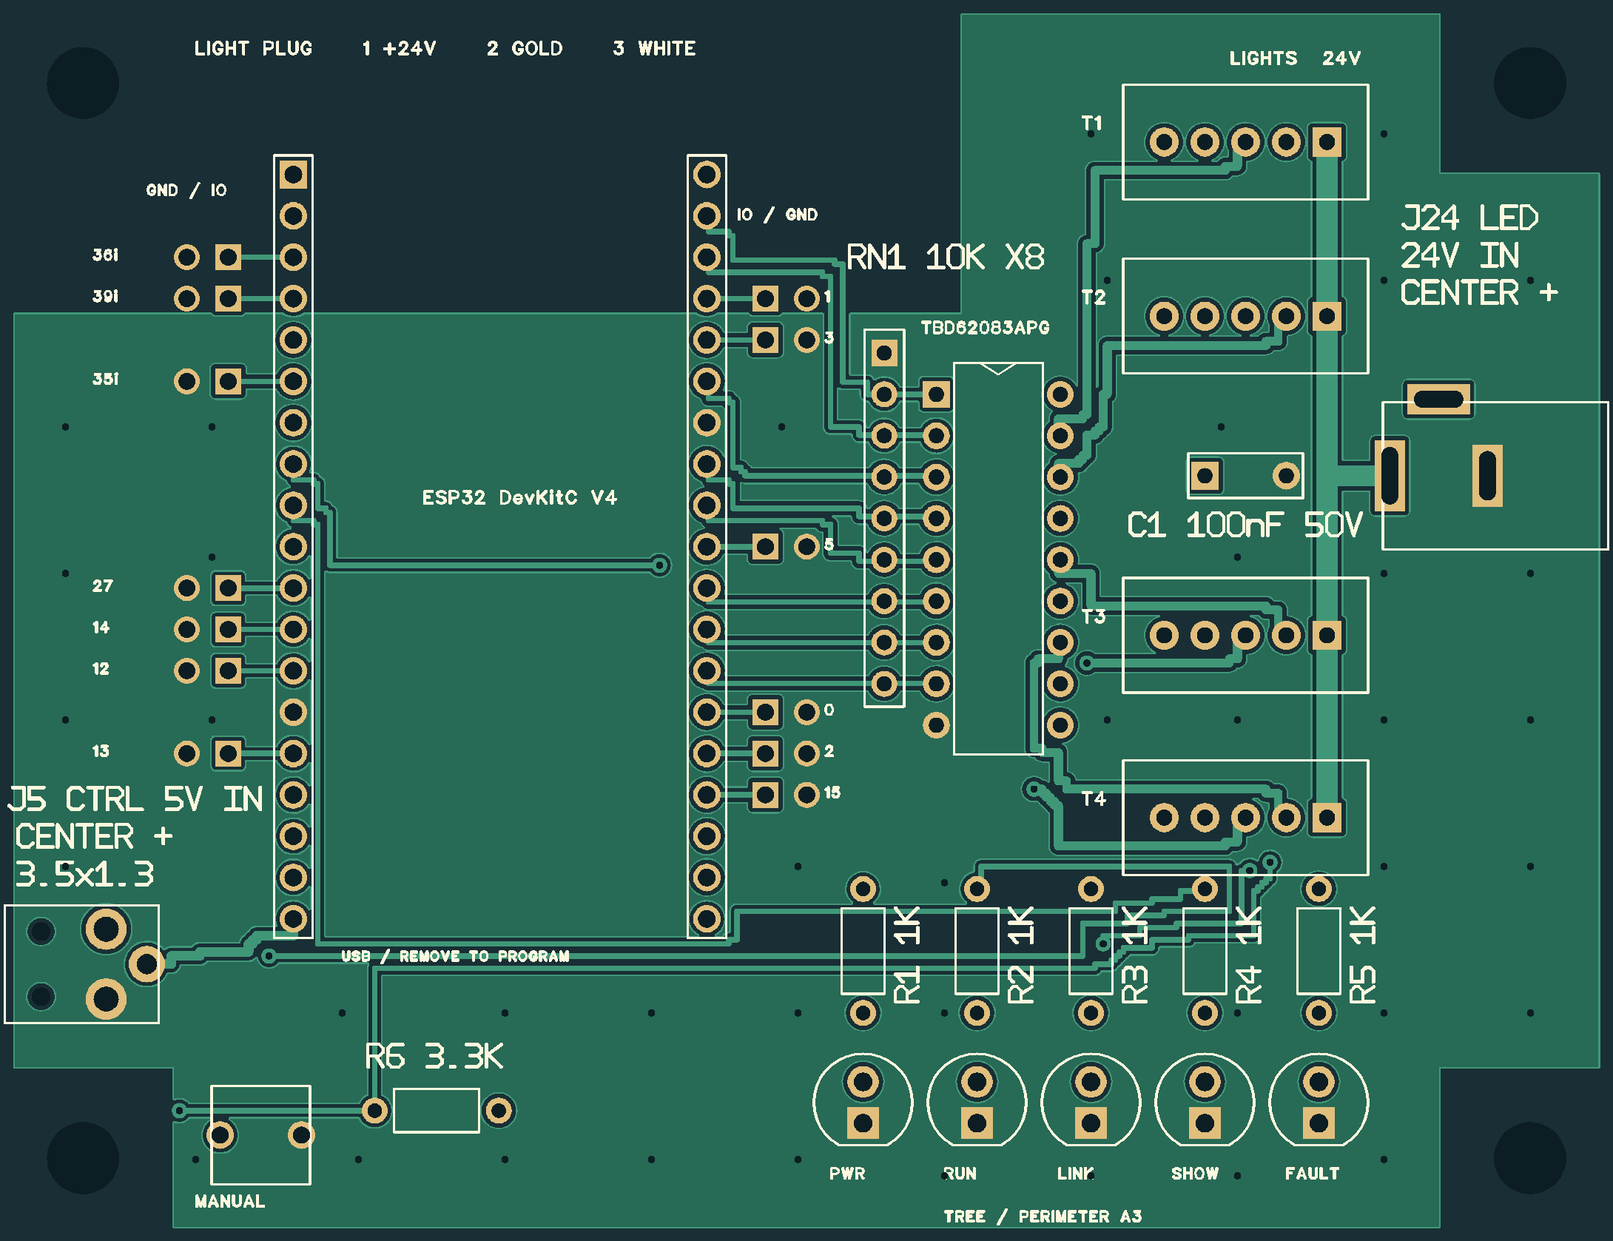 LIGHT PLUG 1 +24V 2 GOLD 3 WHITE
LIGHTS 24V
T1
GND / IO
IO / GND
J24 LED
24V IN
CENTER +
36i
RN1 10K X8
39i
1
T2
3
TBD62083APG
35i
ESP32 DevKitC V4
C1 100nF 50V
5
27
14
T3
12
0
13
2
15
T4
J5 CTRL 5V IN
CENTER +
3.5x1.3
USB / REMOVE TO PROGRAM
R1 1K
R2 1K
R3 1K
R4 1K
R5 1K
R6 3.3K
MANUAL
PWR
RUN
LINK
SHOW
FAULT
TREE / PERIMETER A3